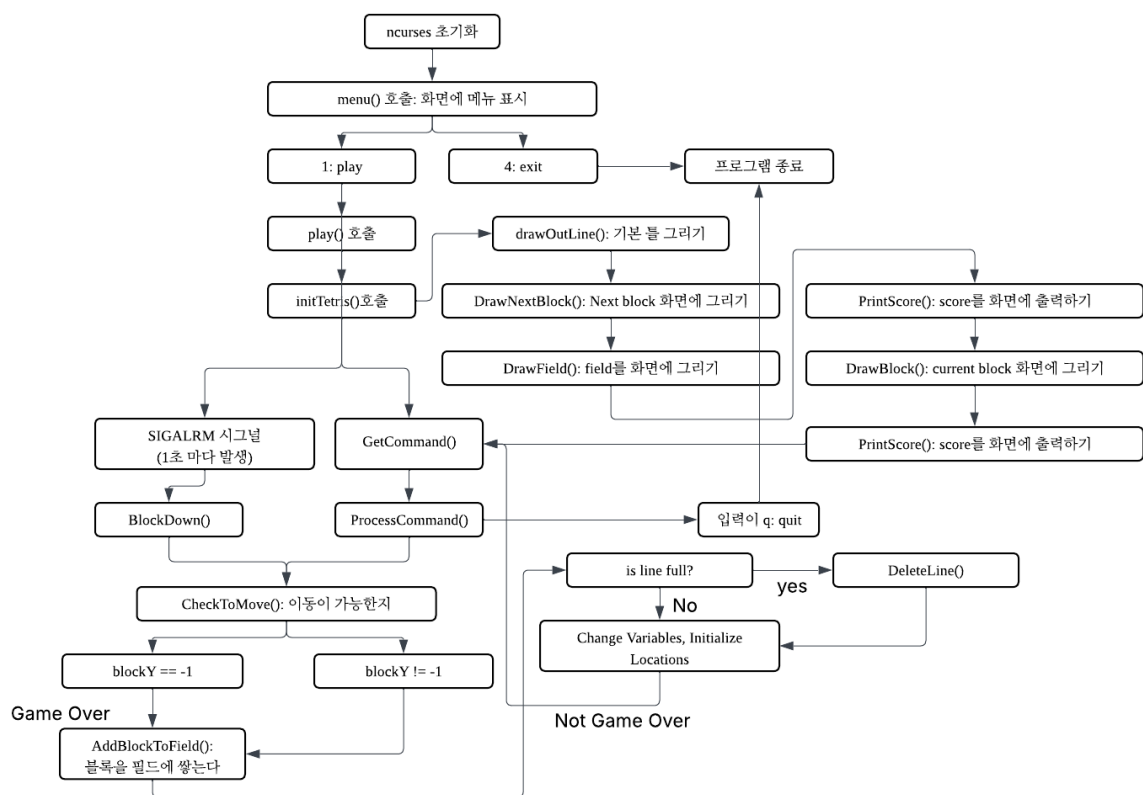 ncurses 초기화
menu() 호출: 화면에 메뉴 표시
1: play
4: exit
프로그램 종료
play() 호출
drawOutLine(): 기본 틀 그리기
initTetris()호출
DrawNextBlock(): Next block 화면에 그리기
PrintScore(): score를 화면에 출력하기
DrawField(): field를 화면에 그리기
DrawBlock(): current block 화면에 그리기
SIGALRM 시그널
(1초 마다 발생)
GetCommand()
PrintScore(): score를 화면에 출력하기
BlockDown()
ProcessCommand()
입력이 q: quit
is line full?
yes
DeleteLine()
No
CheckToMove(): 이동이 가능한지
Change Variables, Initialize
Locations
blockY == -1
blockY != -1
Game Over
Not Game Over
AddBlockToField():
블록을 필드에 쌓는다